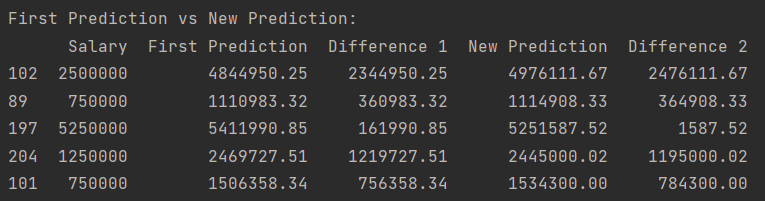 First Prediction vs New Prediction:
Salary First Prediction Difference 1 New Prediction Difference 2
102 2500000 4844950.25 2344950.25 4976111.67 2476111.67
89 750000 1110983.32 360983.32 1114908.33 364908.33
197 5250000 5411990.85 161990.85 5251587.52 1587.52
204 1250000 2469727.51 1219727.51 2445000.02 1195000.02
101 750000 1506358.34 756358.34 1534300.00 784300.00